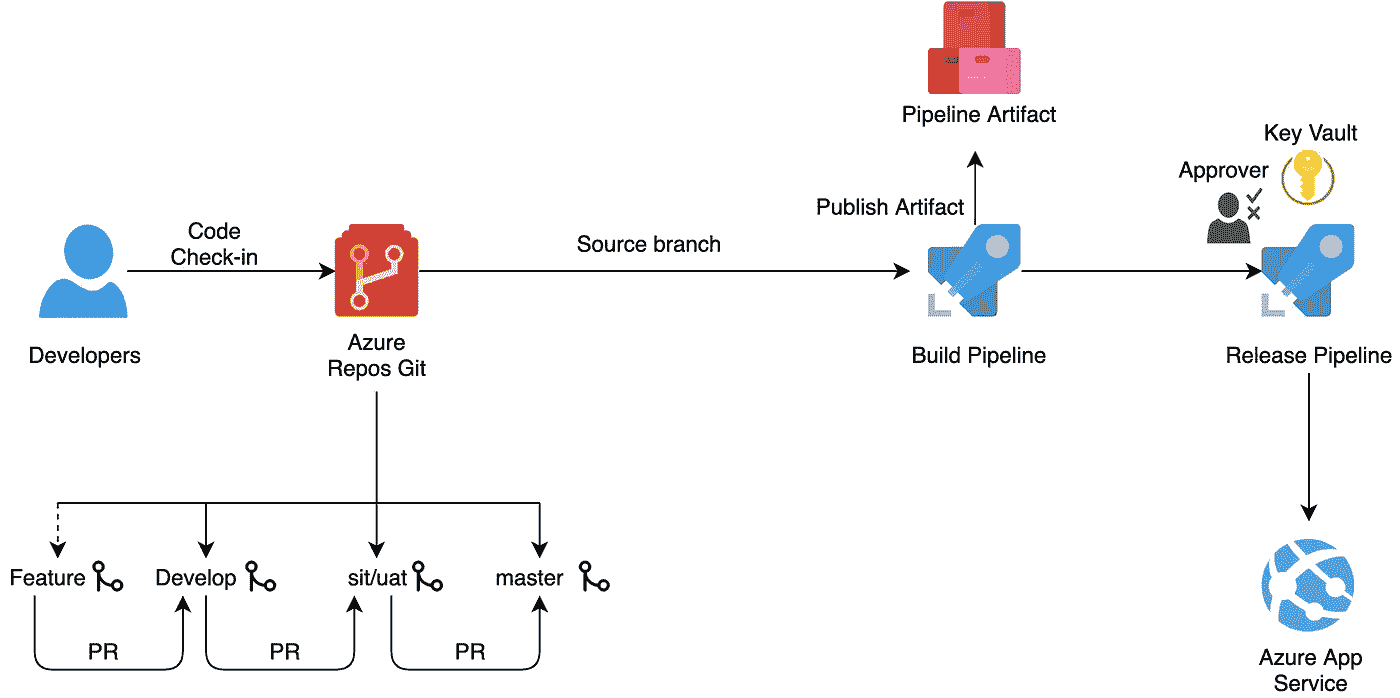 Pipeline Artifact
Key Vault
Approver
Publish Artifact
Code
Check-in
Source branch
Developers
Azure
Repos Git
Build Pipeline
Release Pipeline
Feature
Develop
sit/uat
master
PR
PR
PR
Azure App
Service